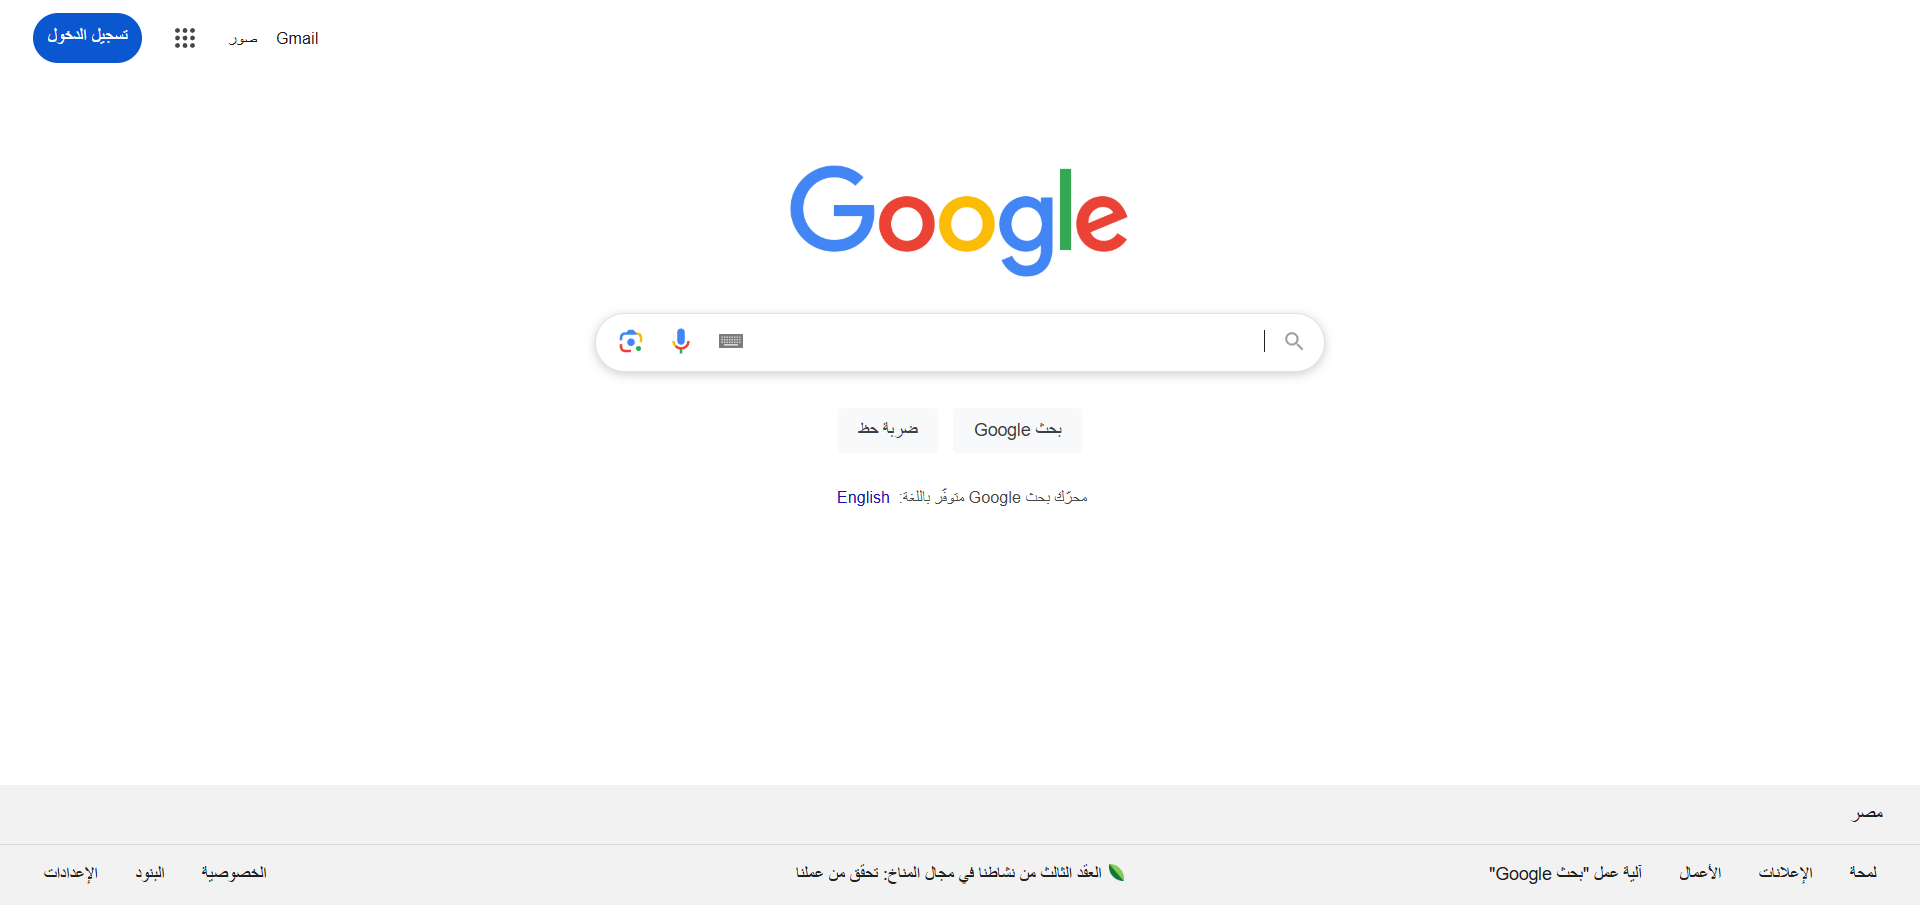 Gmail صور تسجيل الدخول
Google
بحث Google ضربة حظ
محرّك بحث Google متوفّر باللغة: English
مصر
لمحة الإعلانات الأعمال آلية عمل "بحث Google" العقد الثالث من نشاطنا في مجال المناخ: تحقق من عملنا الخصوصية البنود الإعدادات